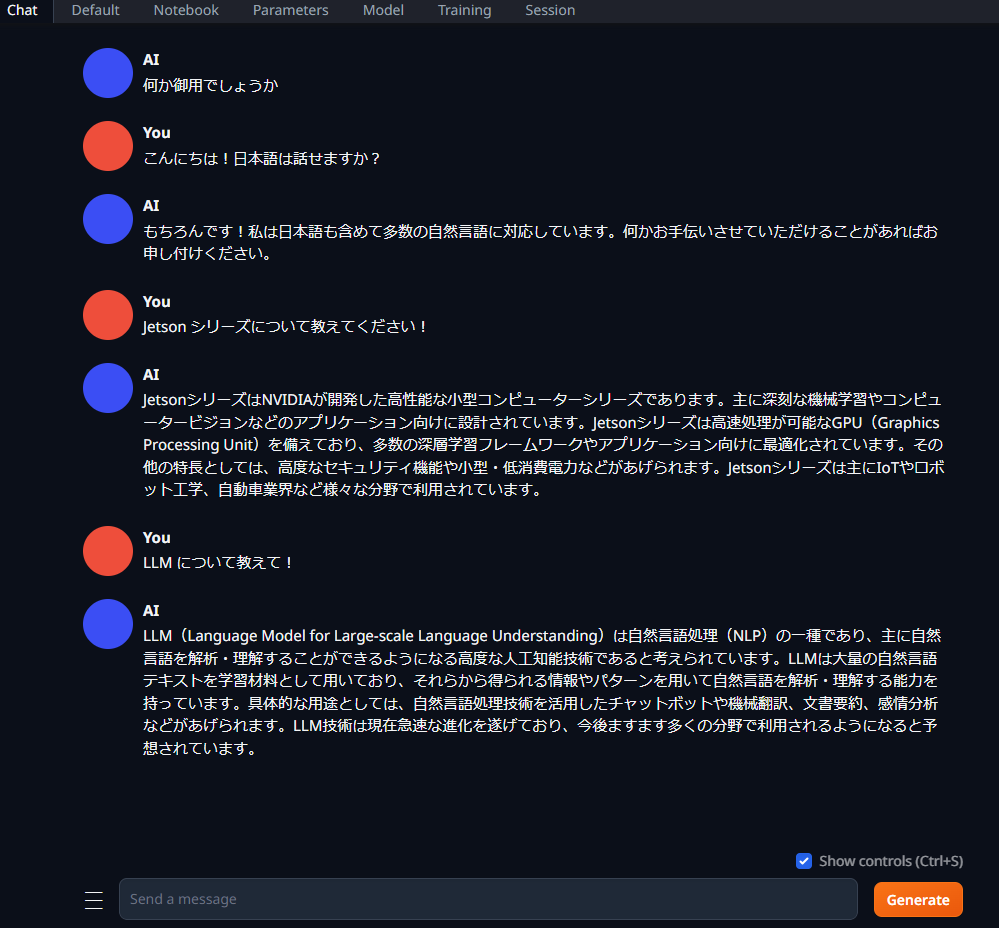 Chat Default Notebook Parameters Model Training Session
AI
何か御用でしょうか
You
こんにちは！日本語は話せますか？
AI
もちろんです！私は日本語も含めて多数の自然言語に対応しています。何かお手伝いさせていただけることがあればお
申し付けください。
You
Jetson シリーズについて教えてください！
AI
JetsonシリーズはNVIDIAが開発した高性能な小型コンピューターシリーズであります。主に深刻な機械学習やコンピュ
ータービジョンなどのアプリケーション向けに設計されています。Jetsonシリーズは高速処理が可能なGPU（Graphics
Processing Unit）を備えており、多数の深層学習フレームワークやアプリケーション向けに最適化されています。その
他の特長としては、高度なセキュリティ機能や小型・低消費電力などがあげられます。Jetsonシリーズは主にIoTやロボ
ット工学、自動車業界など様々な分野で利用されています。
You
LLM について教えて！
AI
LLM（Language Model for Large-scale Language Understanding）は自然言語処理（NLP）の一種であり、主に自然
言語を解析・理解することができるようになる高度な人工知能技術であると考えられています。LLMは大量の自然言語
テキストを学習材料として用いており、それらから得られる情報やパターンを用いて自然言語を解析・理解する能力を
持っています。具体的な用途としては、自然言語処理技術を活用したチャットボットや機械翻訳、文書要約、感情分析
などがあげられます。LLM技術は現在急速な進化を遂げており、今後ますます多くの分野で利用されるようになると予
想されています。
Show controls (Ctrl+S)
Send a message
Generate